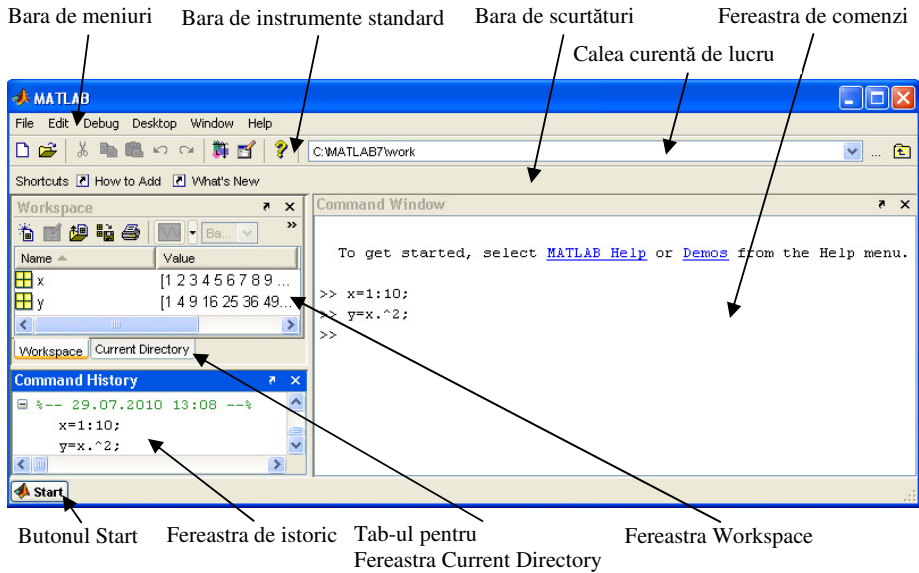 Bara de meniuri
Bara de instrumente standard
Bara de scurtături
Fereastra de comenzi
Calea curentă de lucru
MATLAB
File Edit Debug Desktop Window Help
C:\MATLAB7\work
...
Shortcuts How to Add What's New
Workspace
Ba...
»
Name Value
x [1 2 3 4 5 6 7 8 9 ...
y [1 4 9 16 25 36 49...
Workspace Current Directory
Command History
%-- 29.07.2010 13:08 --%
x=1:10;
y=x.^2;
Command Window
To get started, select MATLAB Help or Demos from the Help menu.
>> x=1:10;
>> y=x.^2;
>>
Start
Butonul Start
Fereastra de istoric
Tab-ul pentru
Fereastra Current Directory
Fereastra Workspace